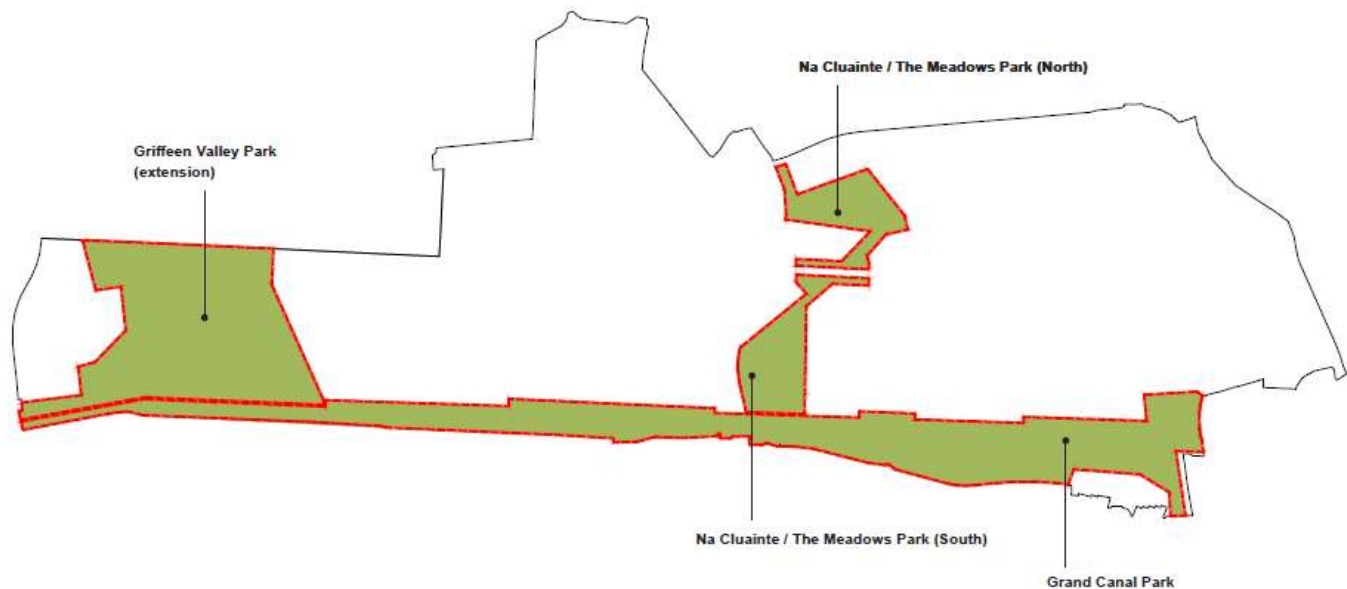 Na Cluainte / The Meadows Park (North)
Griffeen Valley Park
(extension)
Na Cluainte / The Meadows Park (South)
Grand Canal Park